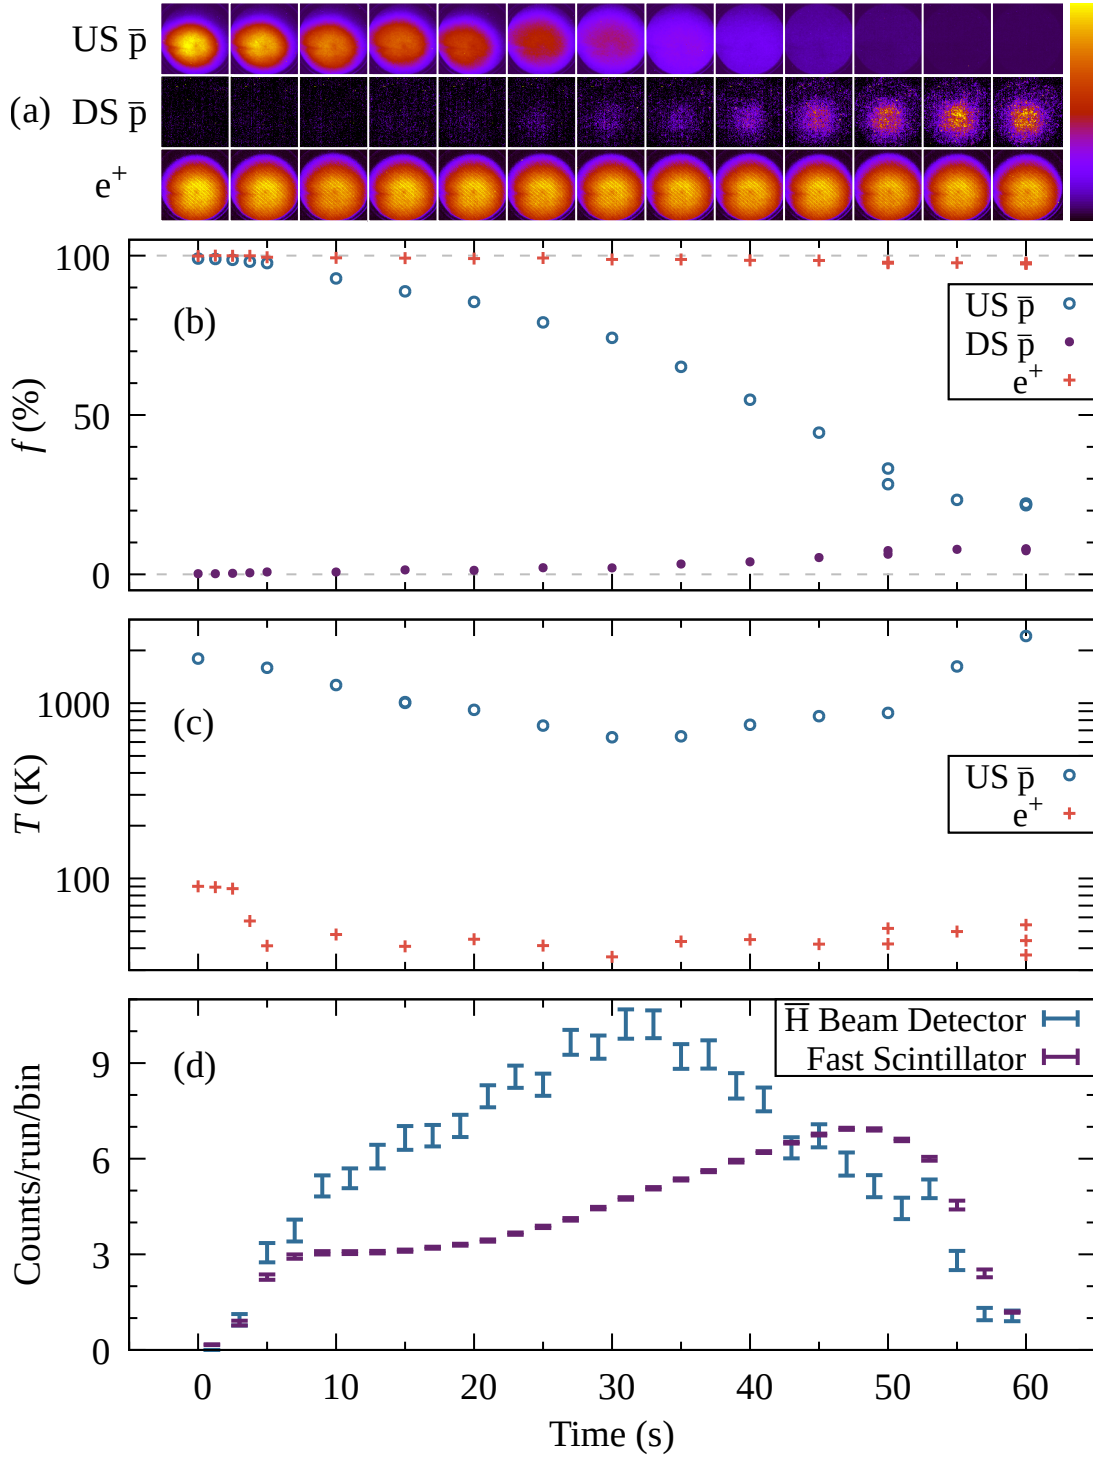 US p̅
(a) DS p̅
e⁺
100
50
0
f (%)
(b)
US p̅
DS p̅
e⁺
1000
100
T (K)
(c)
US p̅
e⁺
9
6
3
0
Counts/run/bin
(d)
H̅ Beam Detector
Fast Scintillator
0 10 20 30 40 50 60
Time (s)